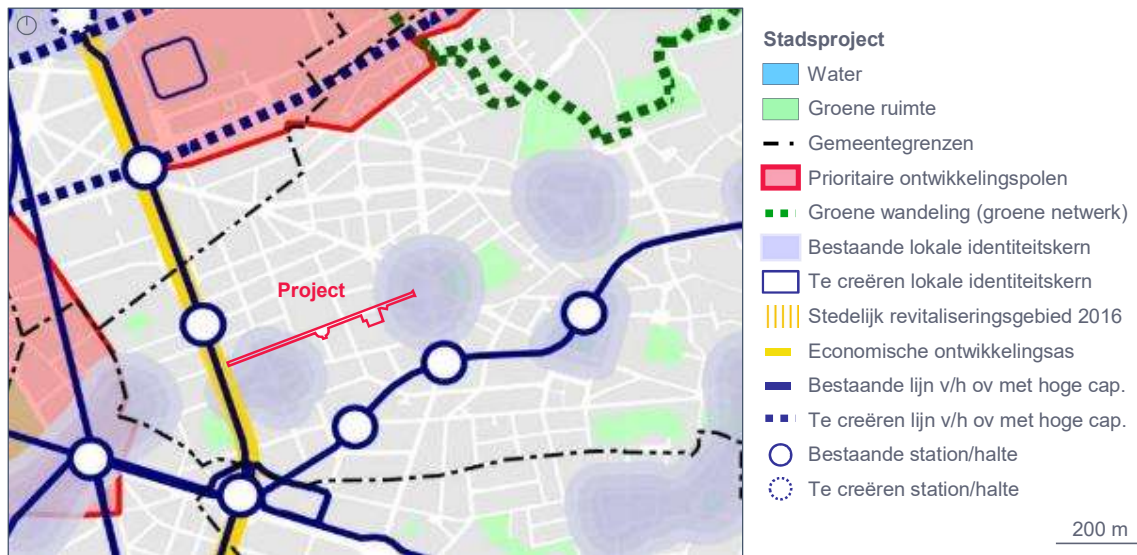 Project
Stadsproject
Water
Groene ruimte
Gemeentegrenzen
Prioritaire ontwikkelingspolen
Groene wandeling (groene netwerk)
Bestaande lokale identiteitskern
Te creëren lokale identiteitskern
Stedelijk revitaliseringsgebied 2016
Economische ontwikkelingsas
Bestaande lijn v/h ov met hoge cap.
Te creëren lijn v/h ov met hoge cap.
Bestaande station/halte
Te creëren station/halte
200 m